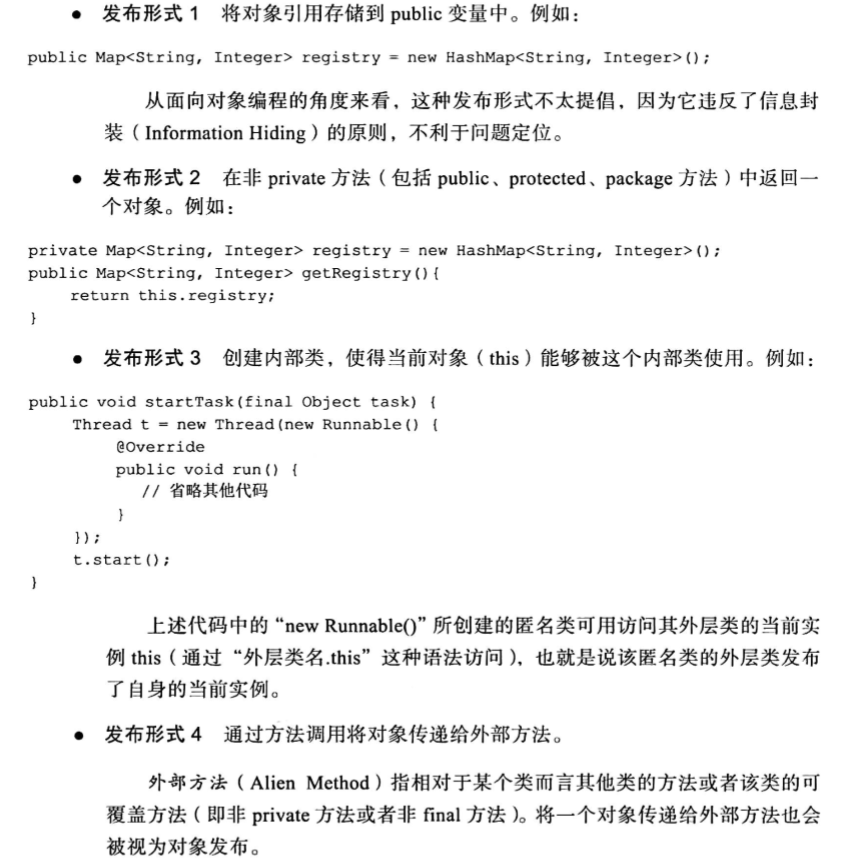 • 发布形式 1 将对象引用存储到 public 变量中。例如：
public Map<String, Integer> registry = new HashMap<String, Integer>();
从面向对象编程的角度来看，这种发布形式不太提倡，因为它违反了信息封
装（Information Hiding）的原则，不利于问题定位。
• 发布形式 2 在非 private 方法（包括 public、protected、package 方法）中返回一
个对象。例如：
private Map<String, Integer> registry = new HashMap<String, Integer>();
public Map<String, Integer> getRegistry(){
return this.registry;
}
• 发布形式 3 创建内部类，使得当前对象（this）能够被这个内部类使用。例如：
public void startTask(final Object task) {
Thread t = new Thread(new Runnable() {
@Override
public void run() {
// 省略其他代码
}
});
t.start();
}
上述代码中的“new Runnable()”所创建的匿名类可用访问其外层类的当前实
例 this（通过“外层类名.this”这种语法访问），也就是说该匿名类的外层类发布
了自身的当前实例。
• 发布形式 4 通过方法调用将对象传递给外部方法。
外部方法（Alien Method）指相对于某个类而言其他类的方法或者该类的可
覆盖方法（即非 private 方法或者非 final 方法）。将一个对象传递给外部方法也会
被视为对象发布。